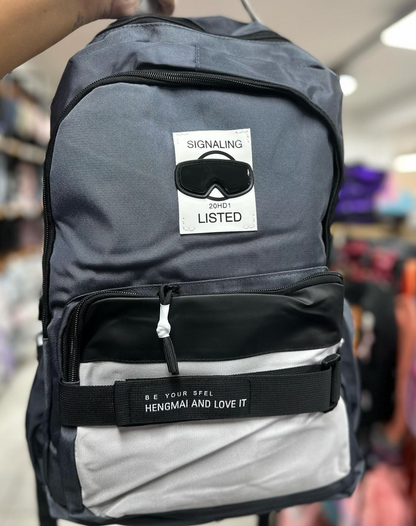 SIGNALING
20HD1
LISTED
BE YOUR SFEL
HENGMAI AND LOVE IT